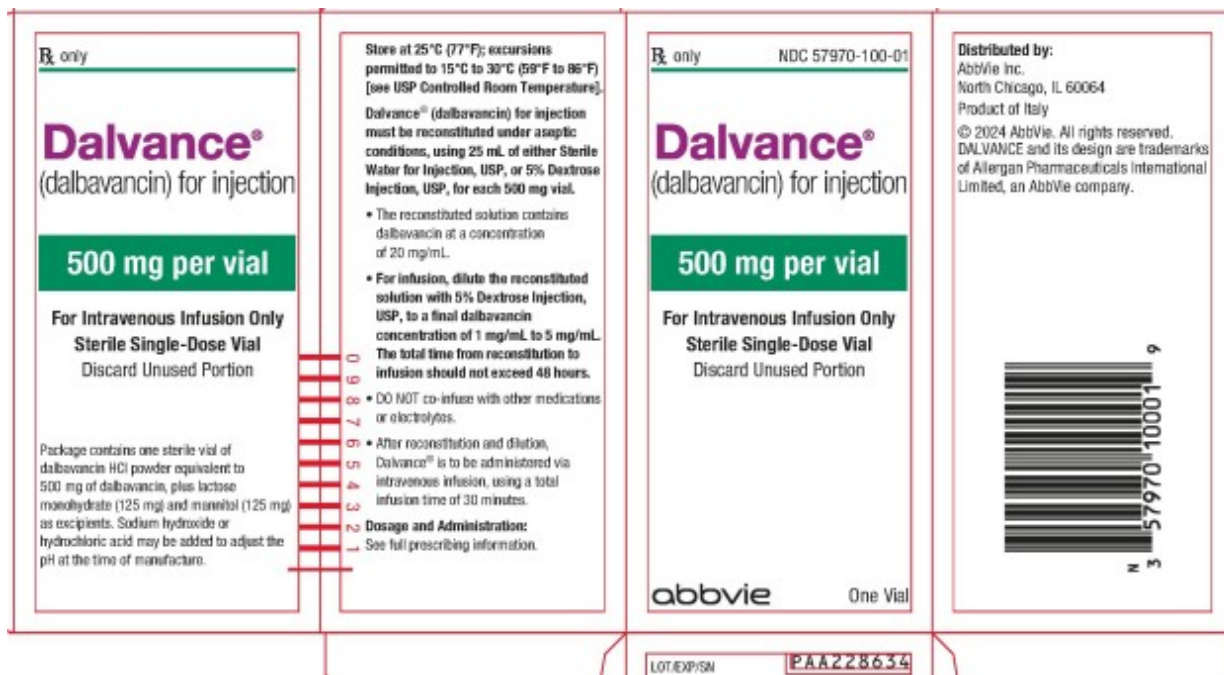 Rx only
Dalvance®
(dalbavancin) for injection
500 mg per vial
For Intravenous Infusion Only
Sterile Single-Dose Vial
Discard Unused Portion
Package contains one sterile vial of
dalbavancin HCl powder equivalent to
500 mg of dalbavancin, plus lactose
monohydrate (125 mg) and mannitol (125 mg)
as excipients. Sodium hydroxide or
hydrochloric acid may be added to adjust the
pH at the time of manufacture.
0
9
8
7
6
5
4
3
2
1
Store at 25°C (77°F); excursions
permitted to 15°C to 30°C (59°F to 86°F)
[see USP Controlled Room Temperature].
Dalvance® (dalbavancin) for injection
must be reconstituted under aseptic
conditions, using 25 mL of either Sterile
Water for Injection, USP, or 5% Dextrose
Injection, USP, for each 500 mg vial.
• The reconstituted solution contains
dalbavancin at a concentration
of 20 mg/mL.
• For infusion, dilute the reconstituted
solution with 5% Dextrose Injection,
USP, to a final dalbavancin
concentration of 1 mg/mL to 5 mg/mL.
The total time from reconstitution to
infusion should not exceed 48 hours.
• DO NOT co-infuse with other medications
or electrolytes.
• After reconstitution and dilution,
Dalvance® is to be administered via
intravenous infusion, using a total
infusion time of 30 minutes.
Dosage and Administration:
See full prescribing information.
Rx only NDC 57970-100-01
Dalvance®
(dalbavancin) for injection
500 mg per vial
For Intravenous Infusion Only
Sterile Single-Dose Vial
Discard Unused Portion
abbvie One Vial
Distributed by:
AbbVie Inc.
North Chicago, IL 60064
Product of Italy
© 2024 AbbVie. All rights reserved.
DALVANCE and its design are trademarks
of Allergan Pharmaceuticals International
Limited, an AbbVie company.
N 3 57970 10001 9
LOT/EXP/SN PAA228634